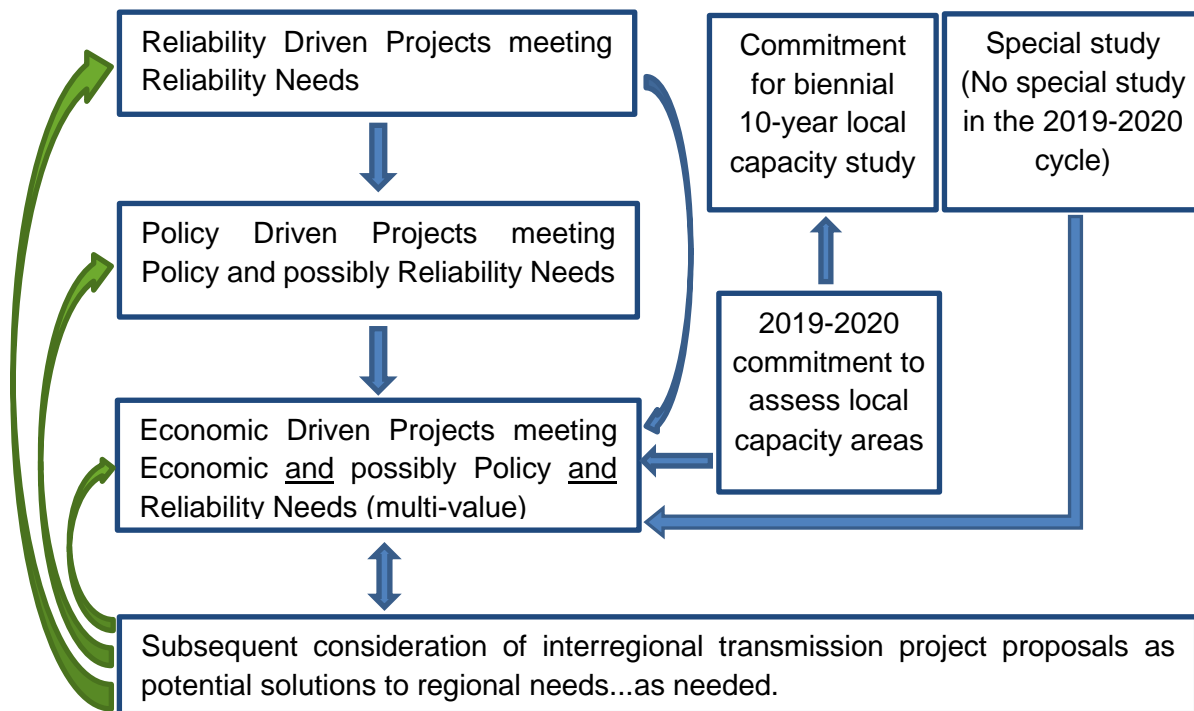 Reliability Driven Projects meeting
Reliability Needs
Commitment
for biennial
10-year local
capacity study
Special study
(No special study
in the 2019-2020
cycle)
Policy Driven Projects meeting
Policy and possibly Reliability Needs
2019-2020
commitment to
assess local
capacity areas
Economic Driven Projects meeting
Economic and possibly Policy and
Reliability Needs (multi-value)
Subsequent consideration of interregional transmission project proposals as
potential solutions to regional needs...as needed.